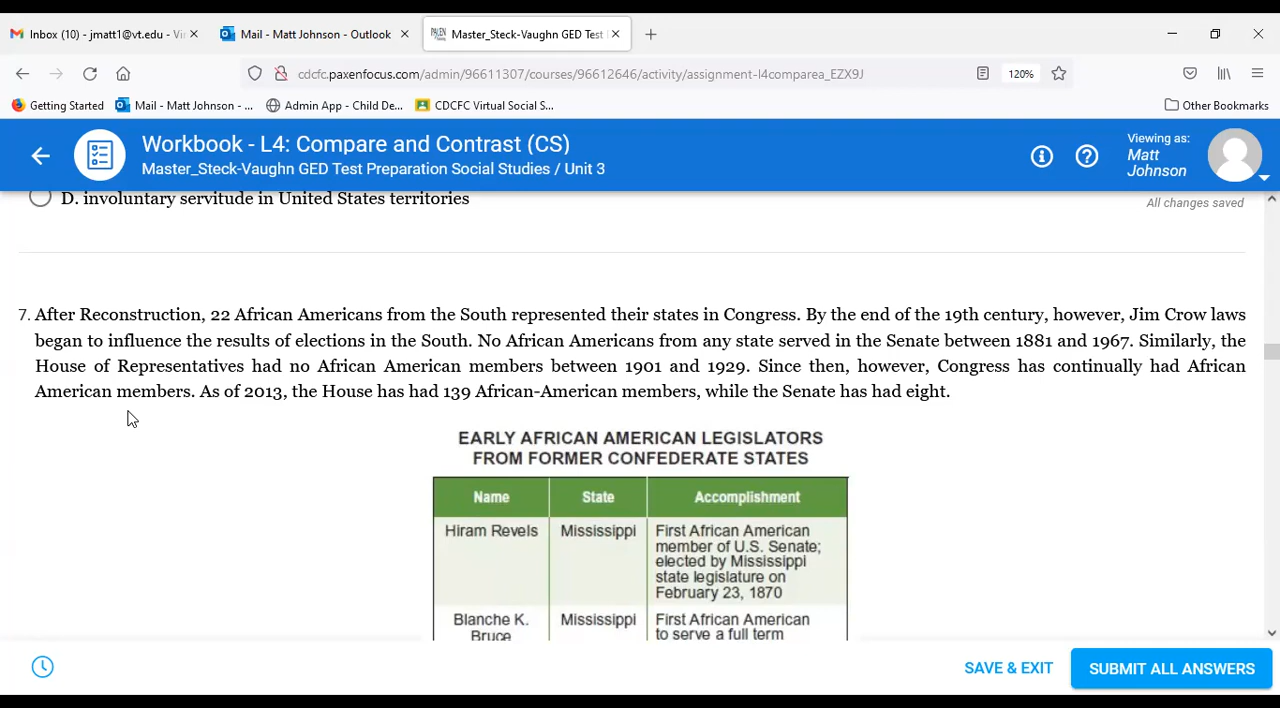 Inbox (10) - jmatt1@vt.edu - Vir
Mail - Matt Johnson - Outlook
Master_Steck-Vaughn GED Test
cdcfc.paxenfocus.com/admin/96611307/courses/96612646/activity/assignment-l4comparea_EZX9J
120%
Getting Started
Mail - Matt Johnson - ...
Admin App - Child De...
CDCFC Virtual Social S...
Other Bookmarks
Workbook - L4: Compare and Contrast (CS)
Master_Steck-Vaughn GED Test Preparation Social Studies / Unit 3
Viewing as:
Matt
Johnson
D. involuntary servitude in United States territories
All changes saved
7. After Reconstruction, 22 African Americans from the South represented their states in Congress. By the end of the 19th century, however, Jim Crow laws
began to influence the results of elections in the South. No African Americans from any state served in the Senate between 1881 and 1967. Similarly, the
House of Representatives had no African American members between 1901 and 1929. Since then, however, Congress has continually had African
American members. As of 2013, the House has had 139 African-American members, while the Senate has had eight.
EARLY AFRICAN AMERICAN LEGISLATORS
FROM FORMER CONFEDERATE STATES
Name State Accomplishment
Hiram Revels Mississippi First African American
member of U.S. Senate;
elected by Mississippi
state legislature on
February 23, 1870
Blanche K. Mississippi First African American
Bruce to serve a full term
SAVE & EXIT
SUBMIT ALL ANSWERS